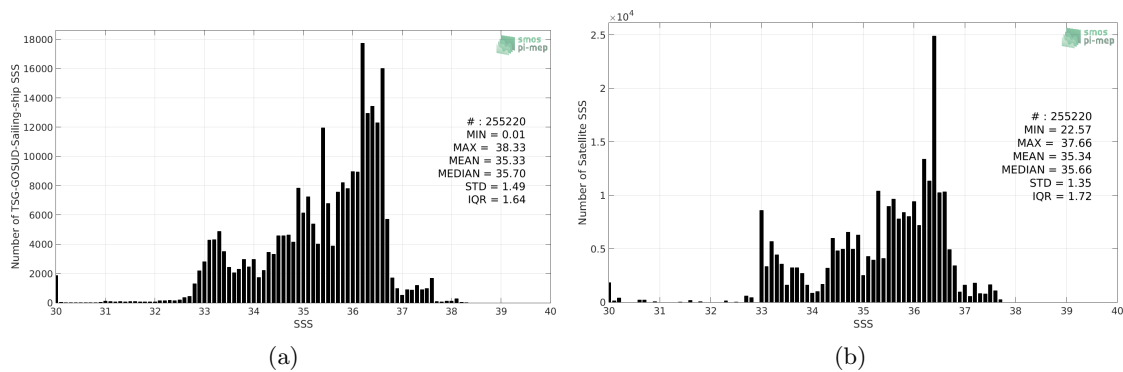 18000
16000
14000
12000
10000
8000
6000
4000
2000
0
30 31 32 33 34 35 36 37 38 39 40
SSS
Number of TSG-GOSUD-Sailing-ship SSS
smos
pi-mep
# : 255220
MIN = 0.01
MAX = 38.33
MEAN = 35.33
MEDIAN = 35.70
STD = 1.49
IQR = 1.64
(a)
×10⁴
2.5
2
1.5
1
0.5
0
30 31 32 33 34 35 36 37 38 39 40
SSS
Number of Satellite SSS
smos
pi-mep
# : 255220
MIN = 22.57
MAX = 37.66
MEAN = 35.34
MEDIAN = 35.66
STD = 1.35
IQR = 1.72
(b)